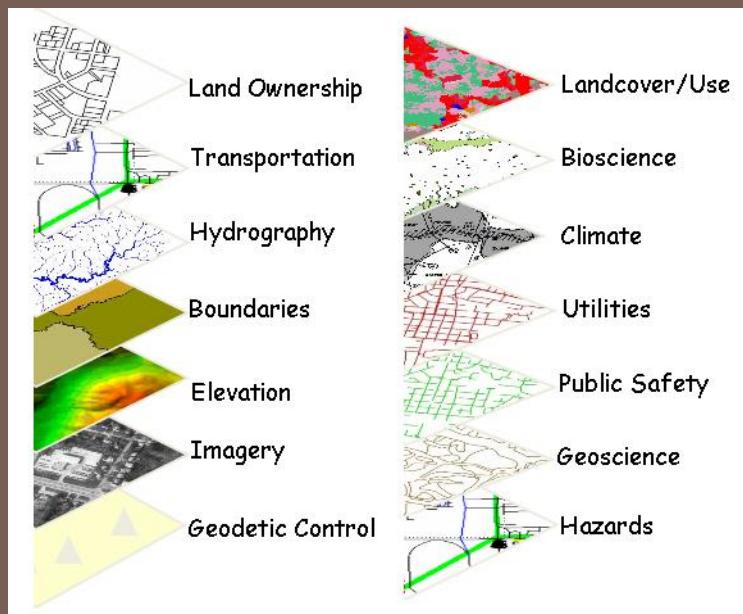 Land Ownership
Transportation
Hydrography
Boundaries
Elevation
Imagery
Geodetic Control
Landcover/Use
Bioscience
Climate
Utilities
Public Safety
Geoscience
Hazards